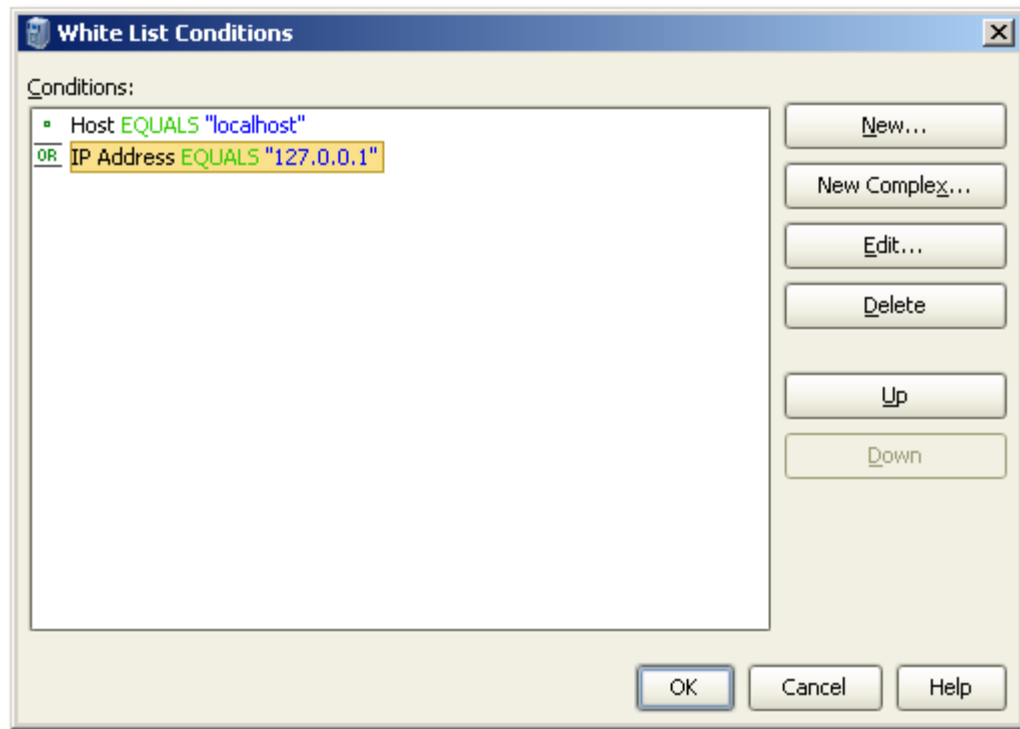 White List Conditions
Conditions:
Host EQUALS "localhost"
OR IP Address EQUALS "127.0.0.1"
New...
New Complex...
Edit...
Delete
Up
Down
OK Cancel Help